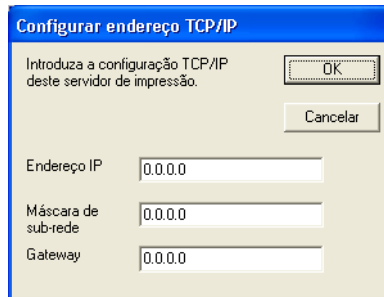 Configurar endereço TCP/IP
Introduza a configuração TCP/IP
deste servidor de impressão.
OK
Cancelar
Endereço IP
0.0.0.0
Máscara de
sub-rede
0.0.0.0
Gateway
0.0.0.0